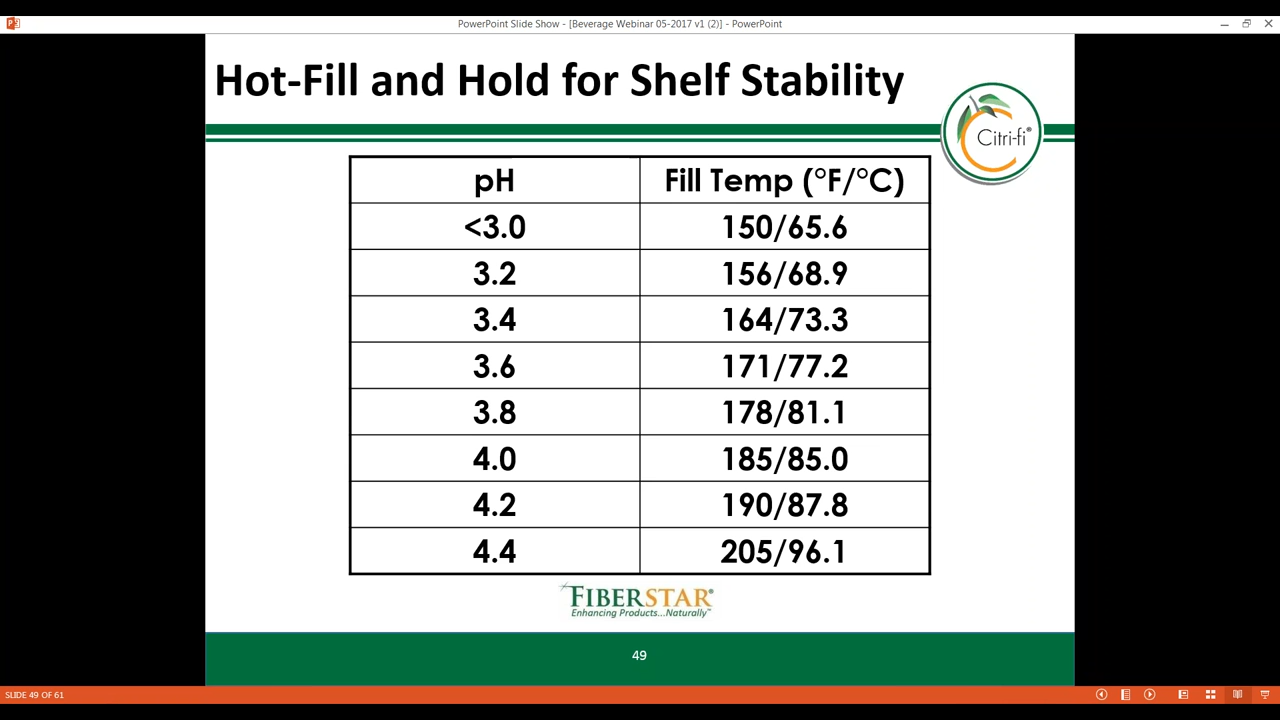 PowerPoint Slide Show - [Beverage Webinar 05-2017 v1 (2)] - PowerPoint
Hot-Fill and Hold for Shelf Stability
Citri-fi®
pH Fill Temp (°F/°C)
<3.0 150/65.6
3.2 156/68.9
3.4 164/73.3
3.6 171/77.2
3.8 178/81.1
4.0 185/85.0
4.2 190/87.8
4.4 205/96.1
FIBERSTAR®
Enhancing Products...Naturally™
49
SLIDE 49 OF 61